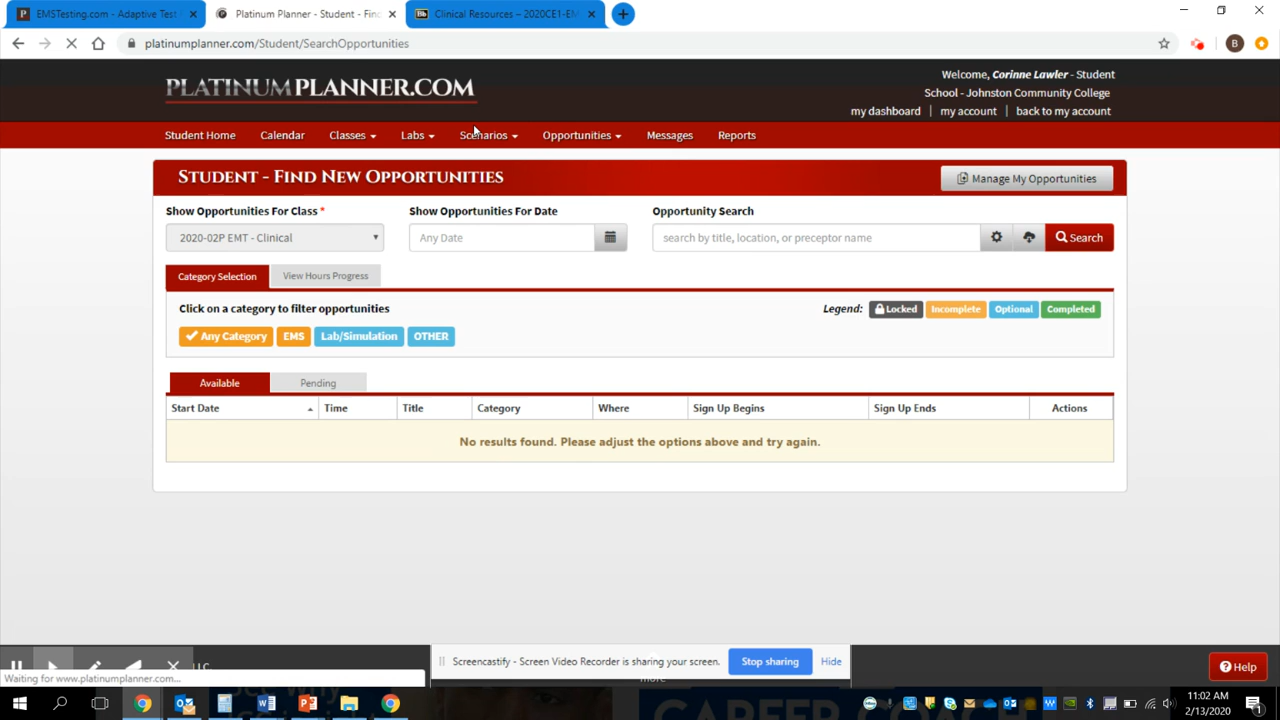 EMSTesting.com - Adaptive Test
Platinum Planner - Student - Fin
Clinical Resources – 2020CE1-EM
platinumplanner.com/Student/SearchOpportunities
PLATINUMPLANNER.COM
Welcome, Corinne Lawler - Student
School - Johnston Community College
my dashboard | my account | back to my account
Student Home Calendar Classes Labs Scenarios Opportunities Messages Reports
STUDENT - FIND NEW OPPORTUNITIES
Manage My Opportunities
Show Opportunities For Class * Show Opportunities For Date Opportunity Search
2020-02P EMT - Clinical Any Date search by title, location, or preceptor name Search
Category Selection View Hours Progress
Click on a category to filter opportunities Legend: Locked Incomplete Optional Completed
Any Category EMS Lab/Simulation OTHER
Available Pending
Start Date Time Title Category Where Sign Up Begins Sign Up Ends Actions
No results found. Please adjust the options above and try again.
Screencastify - Screen Video Recorder is sharing your screen. Stop sharing Hide
Help
Waiting for www.platinumplanner.com...
more.
CAREER COACH
11:02 AM
2/13/2020